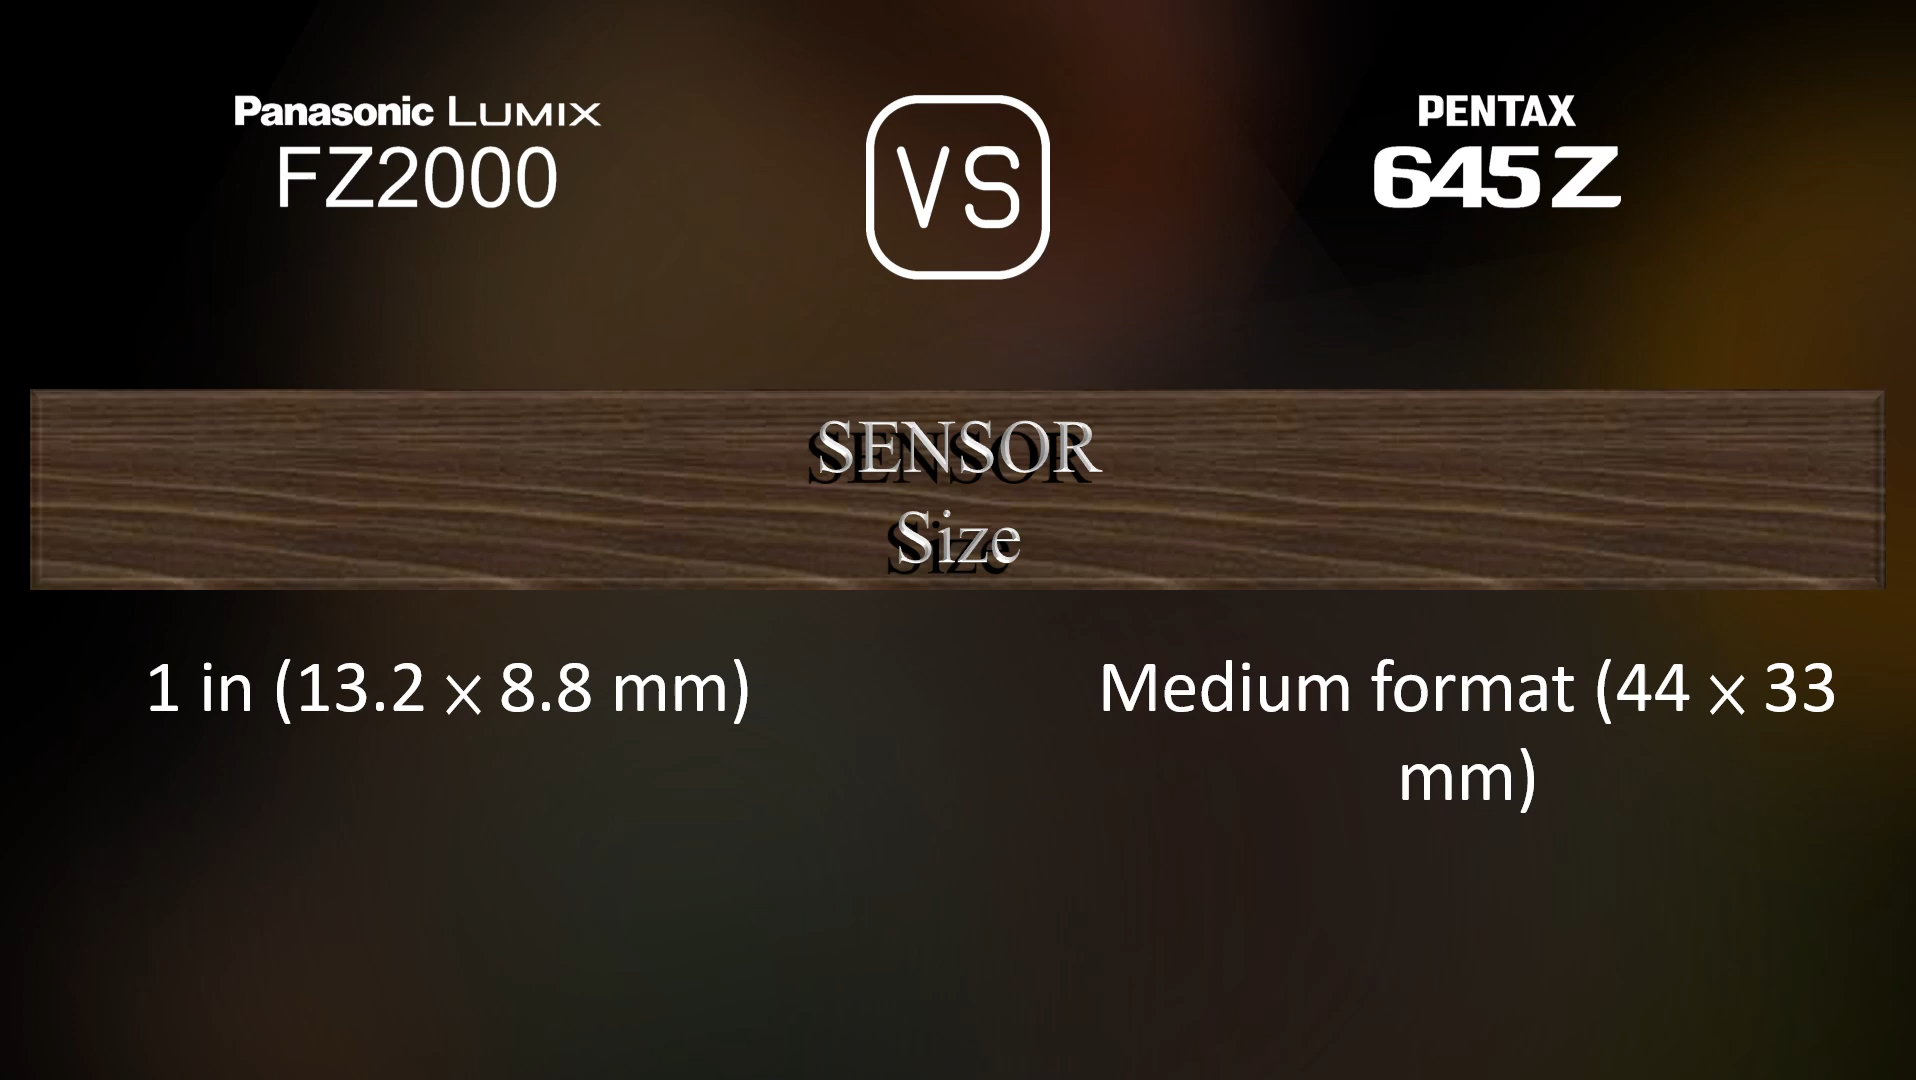 Panasonic LUMIX
FZ2000
VS
PENTAX
645Z
SENSOR
Size
1 in (13.2 x 8.8 mm)
Medium format (44 x 33
mm)